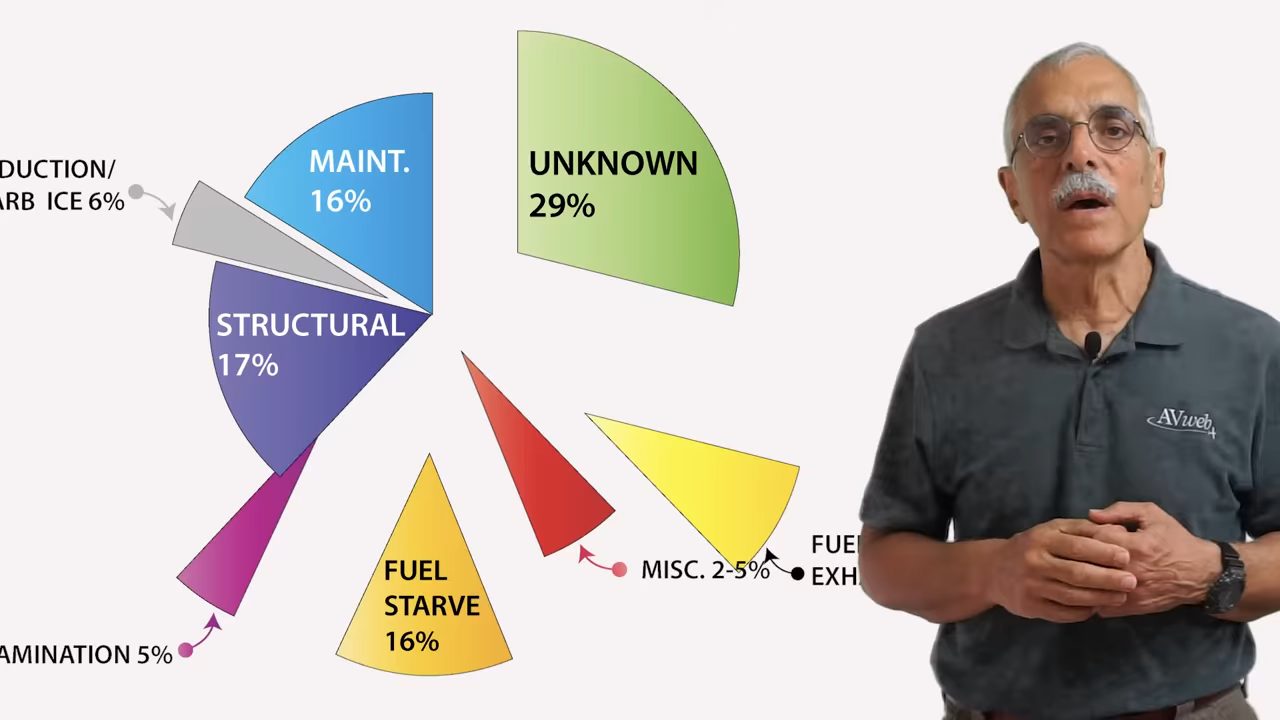 MAINT.
16%
UNKNOWN
29%
DUCTION/
ARB ICE 6%
STRUCTURAL
17%
AVweb
FUEL
STARVE
16%
MISC. 2-5%
FUE
EXH
AMINATION 5%